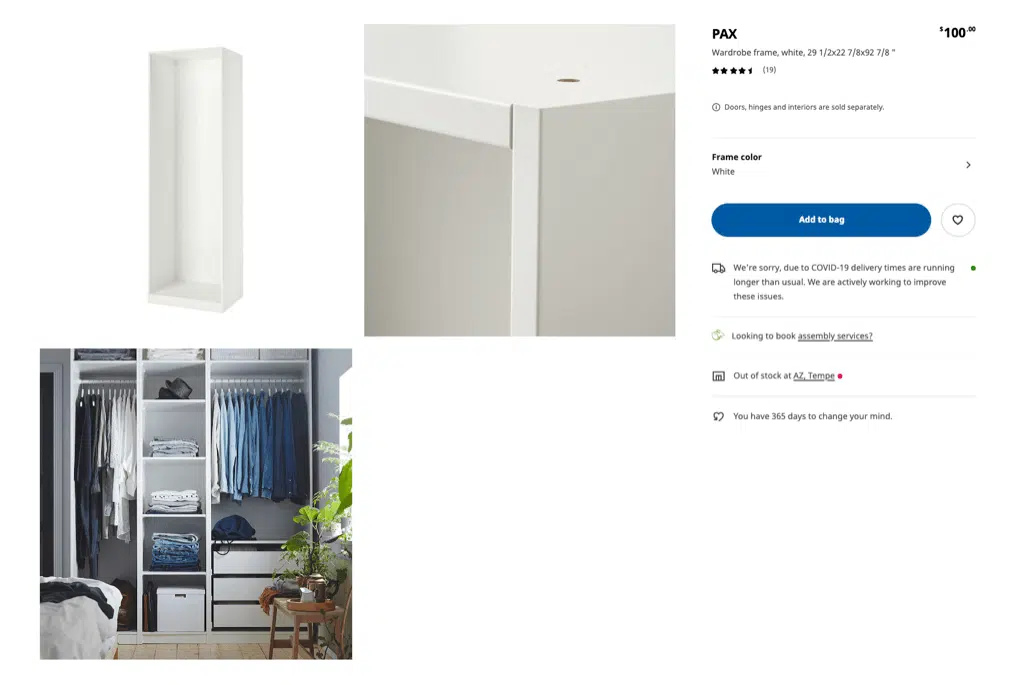 PAX
$100.00
Wardrobe frame, white, 29 1/2x22 7/8x92 7/8 "
(19)
Doors, hinges and interiors are sold separately.
Frame color
White
Add to bag
We're sorry, due to COVID-19 delivery times are running
longer than usual. We are actively working to improve
these issues.
Looking to book assembly services?
Out of stock at AZ, Tempe
You have 365 days to change your mind.